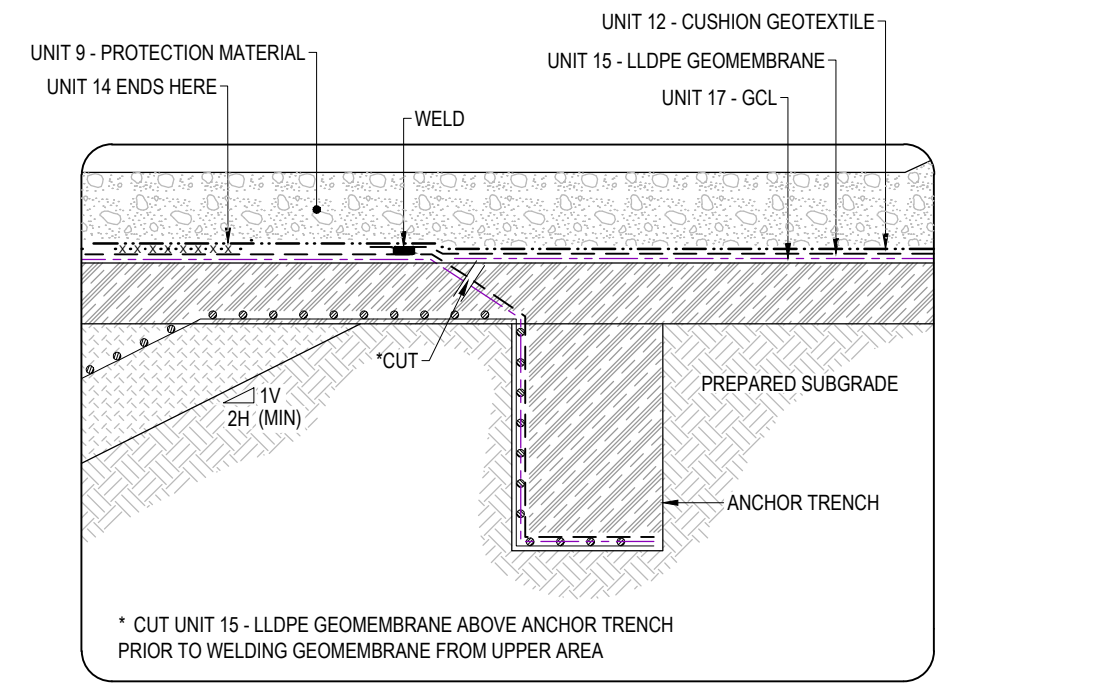 UNIT 12 - CUSHION GEOTEXTILE
UNIT 9 - PROTECTION MATERIAL
UNIT 15 - LLDPE GEOMEMBRANE
UNIT 14 ENDS HERE
UNIT 17 - GCL
WELD
*CUT
1V
2H (MIN)
PREPARED SUBGRADE
ANCHOR TRENCH
* CUT UNIT 15 - LLDPE GEOMEMBRANE ABOVE ANCHOR TRENCH
PRIOR TO WELDING GEOMEMBRANE FROM UPPER AREA